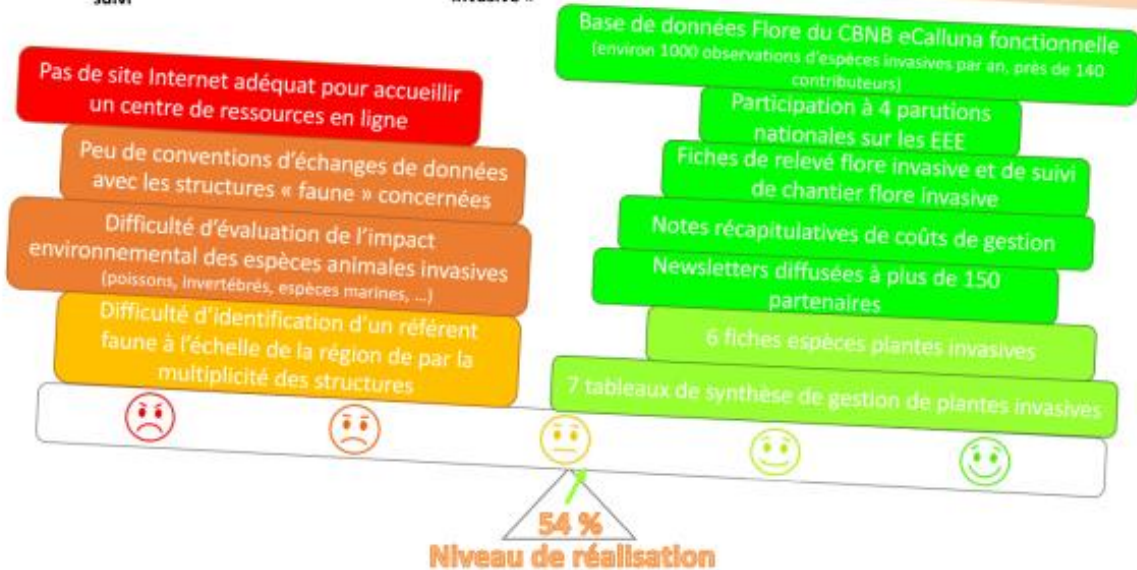 suivi
Pas de site Internet adéquat pour accueillir
un centre de ressources en ligne
Peu de conventions d'échanges de données
avec les structures « faune » concernées
Difficulté d'évaluation de l'impact
environnemental des espèces animales invasives
(poissons, invertébrés, espèces marines, ...)
Difficulté d'identification d'un référent
faune à l'échelle de la région de par la
multiplicité des structures
Base de données Flore du CBNB eCalluna fonctionnelle
(environ 1000 observations d'espèces invasives par an, près de 140
contributeurs)
Participation à 4 parutions
nationales sur les EEE
Fiches de relevé flore invasive et de suivi
de chantier flore invasive
Notes récapitulatives de coûts de gestion
Newsletters diffusées à plus de 150
partenaires
6 fiches espèces plantes invasives
7 tableaux de synthèse de gestion de plantes invasives
54 %
Niveau de réalisation